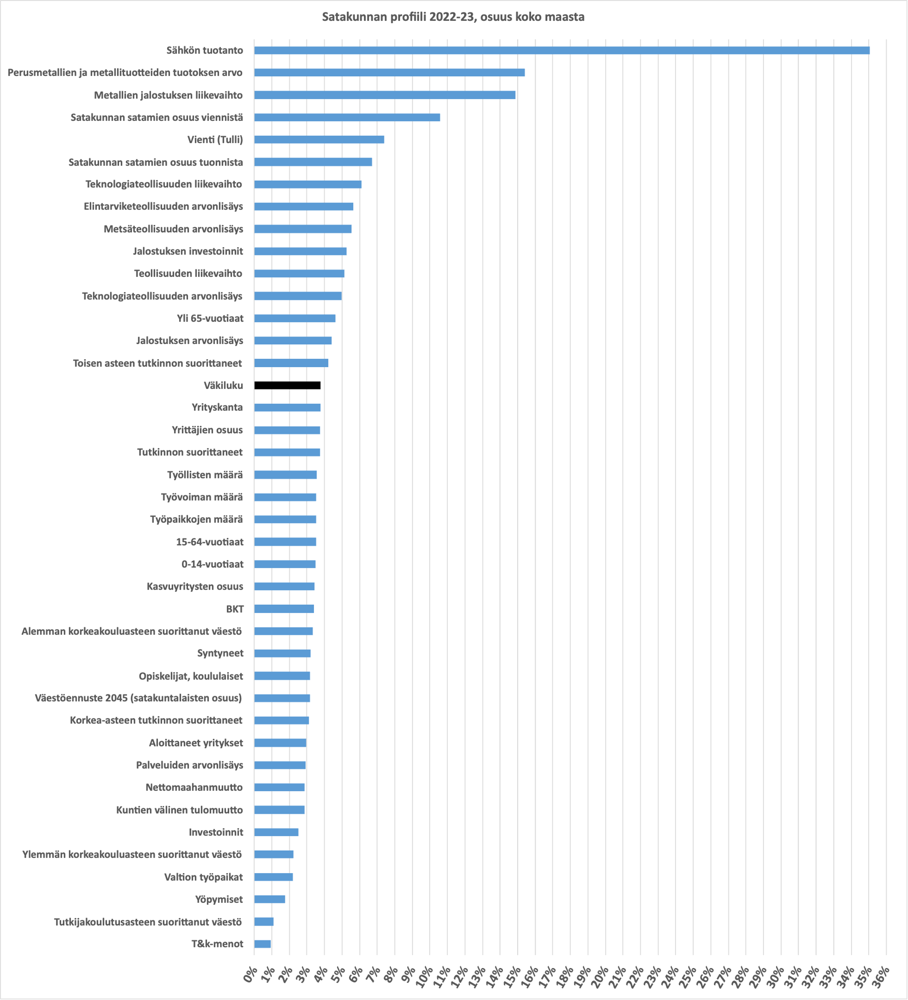 Satakunnan profiili 2022-23, osuus koko maasta
Sähkön tuotanto
Perusmetallien ja metallituotteiden tuotoksen arvo
Metallien jalostuksen liikevaihto
Satakunnan satamien osuus viennistä
Vienti (Tulli)
Satakunnan satamien osuus tuonnista
Teknologiateollisuuden liikevaihto
Elintarviketeollisuuden arvonlisäys
Metsäteollisuuden arvonlisäys
Jalostuksen investoinnit
Teollisuuden liikevaihto
Teknologiateollisuuden arvonlisäys
Yli 65-vuotiaat
Jalostuksen arvonlisäys
Toisen asteen tutkinnon suorittaneet
Väkiluku
Yrityskanta
Yrittäjien osuus
Tutkinnon suorittaneet
Työllisten määrä
Työvoiman määrä
Työpaikkojen määrä
15-64-vuotiaat
0-14-vuotiaat
Kasvuyritysten osuus
BKT
Alemman korkeakouluasteen suorittanut väestö
Syntyneet
Opiskelijat, koululaiset
Väestöennuste 2045 (satakuntalaisten osuus)
Korkea-asteen tutkinnon suorittaneet
Aloittaneet yritykset
Palveluiden arvonlisäys
Nettomaahanmuutto
Kuntien välinen tulomuutto
Investoinnit
Ylemmän korkeakouluasteen suorittanut väestö
Valtion työpaikat
Yöpymiset
Tutkijakoulutusasteen suorittanut väestö
T&k-menot
0% 1% 2% 3% 4% 5% 6% 7% 8% 9% 10% 11% 12% 13% 14% 15% 16% 17% 18% 19% 20% 21% 22% 23% 24% 25% 26% 27% 28% 29% 30% 31% 32% 33% 34% 35% 36%